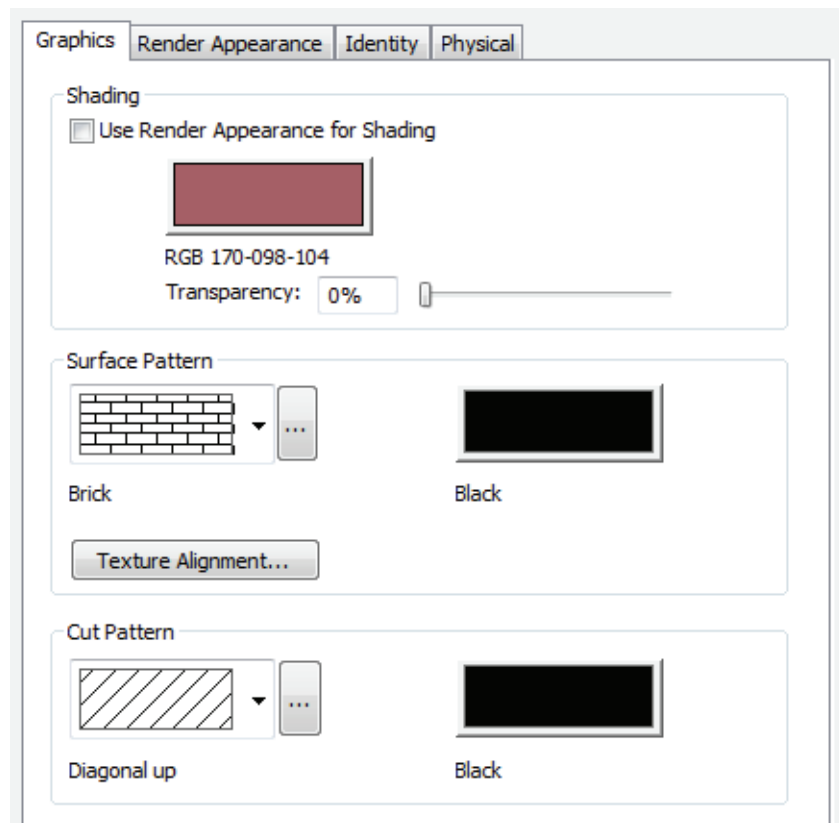 Graphics Render Appearance Identity Physical
Shading
Use Render Appearance for Shading
RGB 170-098-104
Transparency: 0%
Surface Pattern
...
Brick Black
Texture Alignment...
Cut Pattern
...
Diagonal up Black